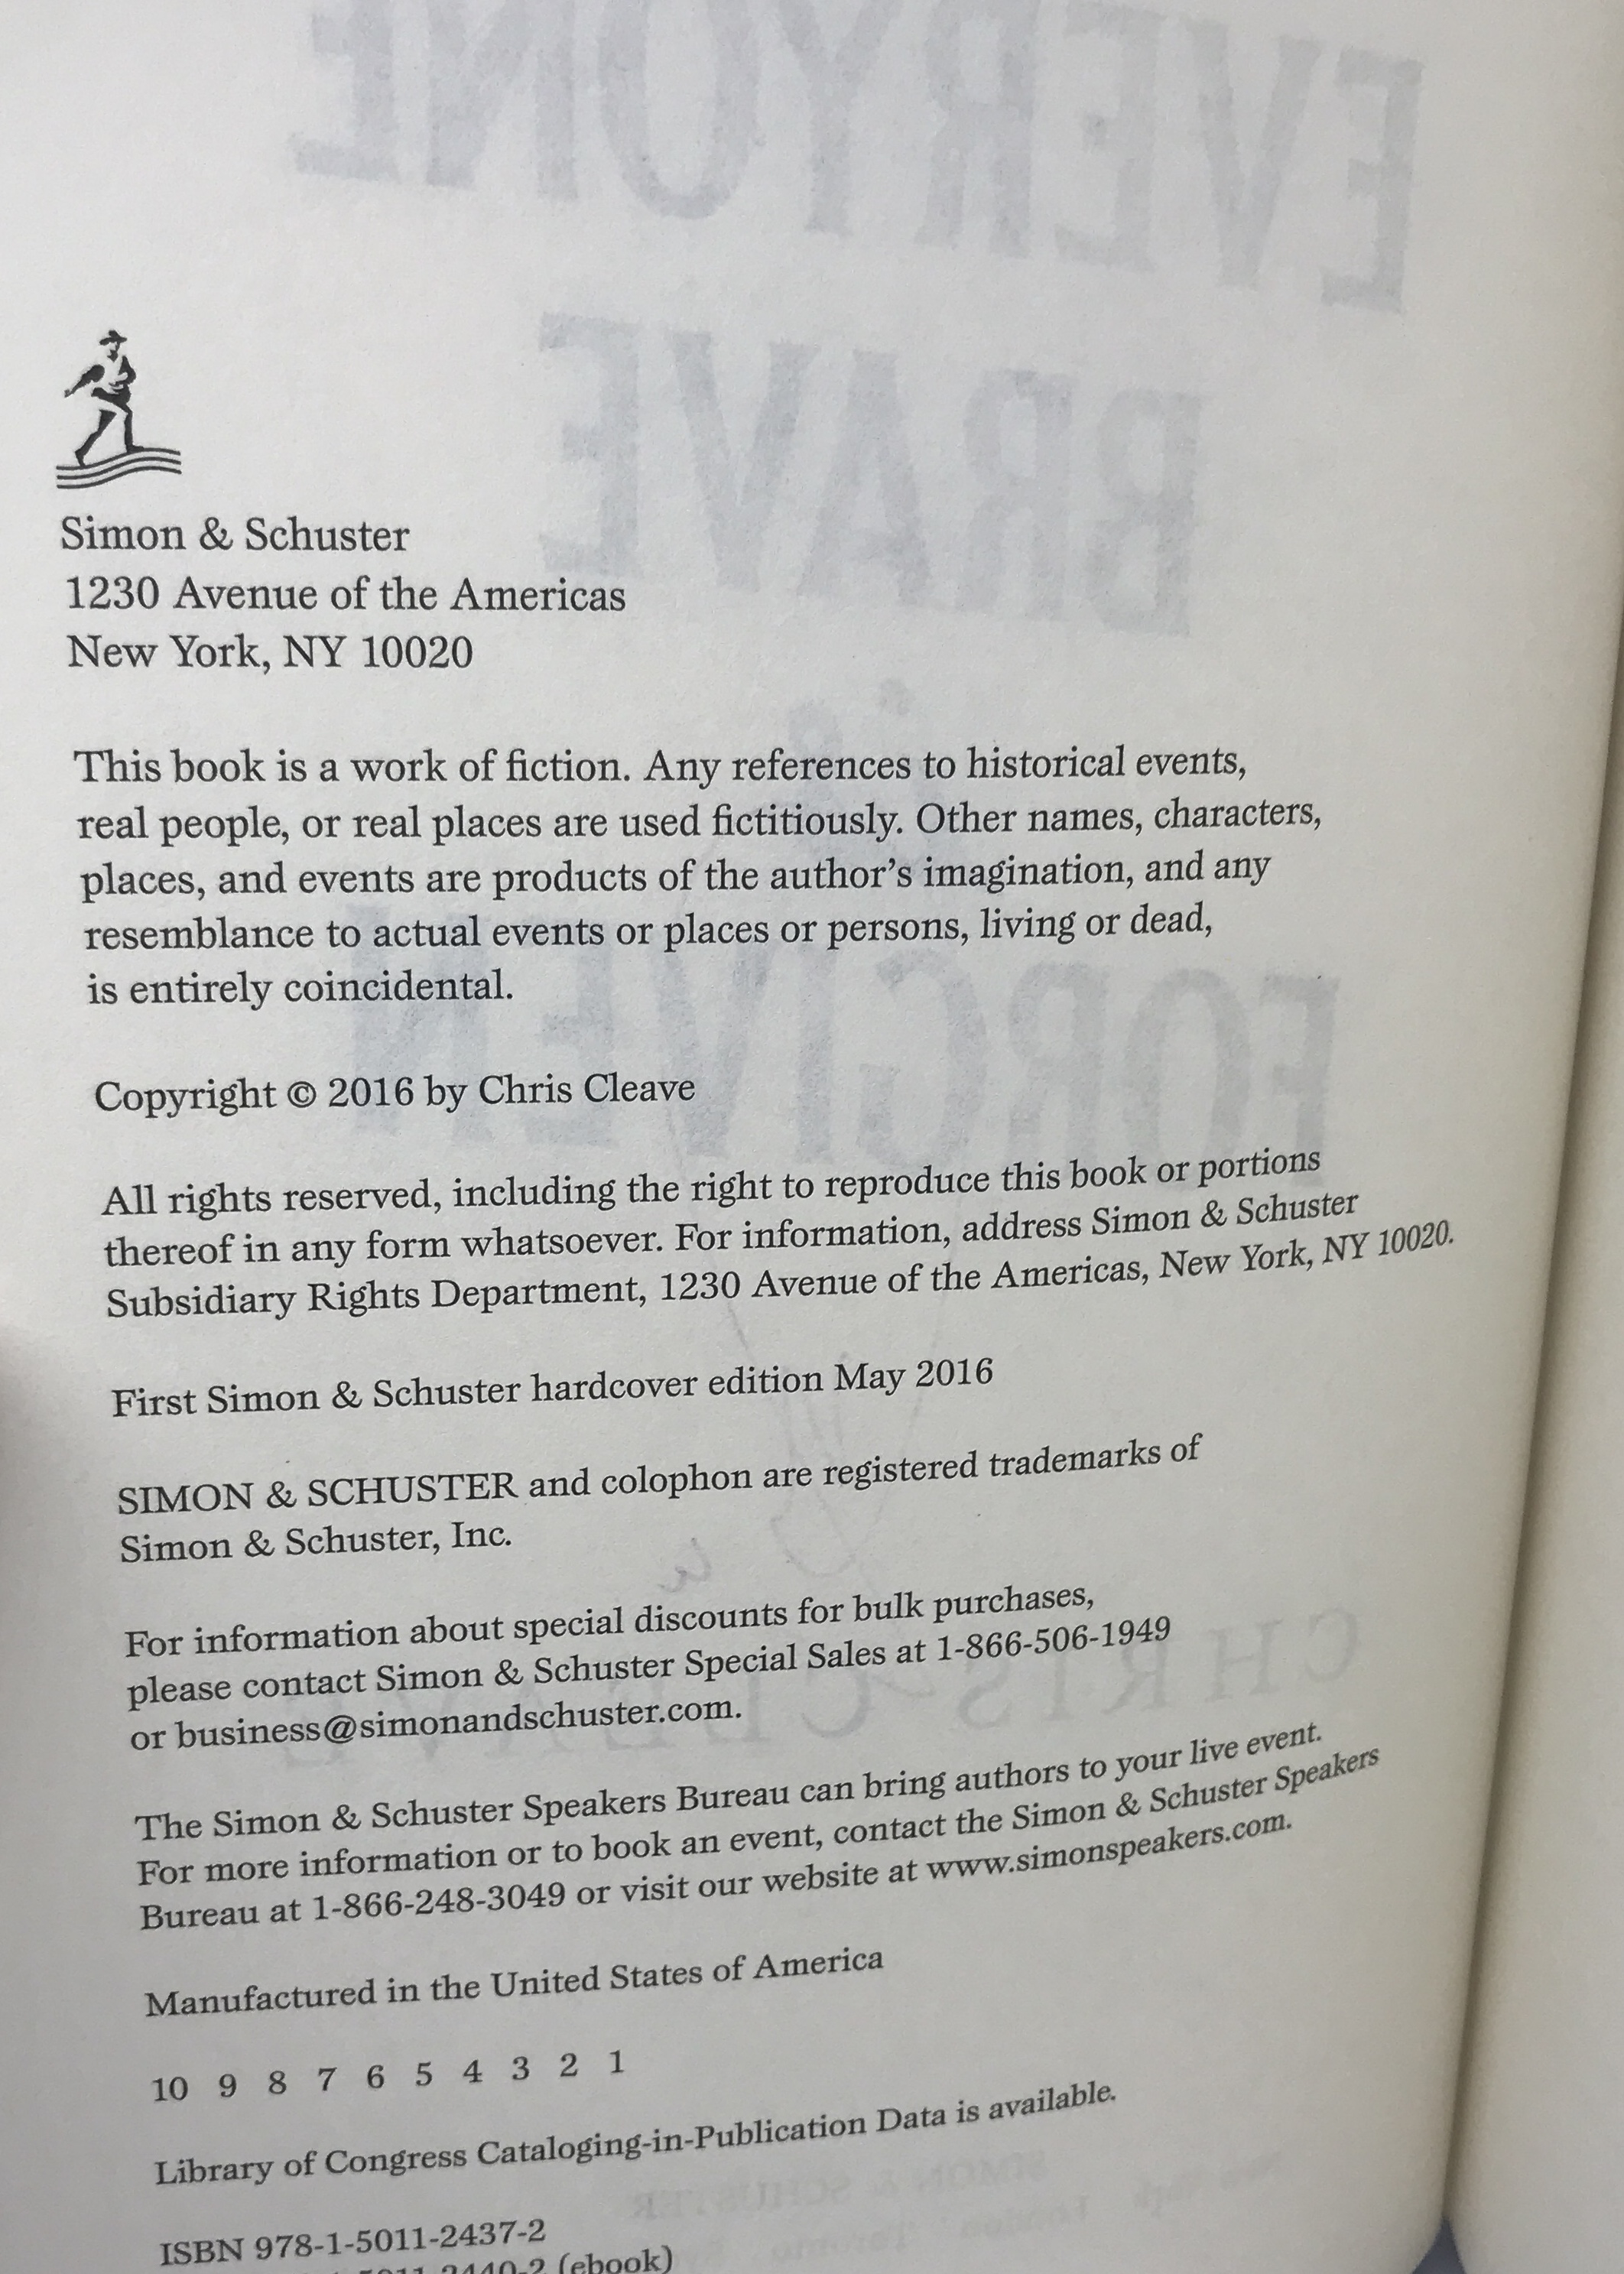 EVERYONE
BRAVE
FORGIVEN
CHRIS CLEAVE
Simon & Schuster
1230 Avenue of the Americas
New York, NY 10020
This book is a work of fiction. Any references to historical events,
real people, or real places are used fictitiously. Other names, characters,
places, and events are products of the author's imagination, and any
resemblance to actual events or places or persons, living or dead,
is entirely coincidental.
Copyright © 2016 by Chris Cleave
All rights reserved, including the right to reproduce this book or portions
thereof in any form whatsoever. For information, address Simon & Schuster
Subsidiary Rights Department, 1230 Avenue of the Americas, New York, NY 10020.
First Simon & Schuster hardcover edition May 2016
SIMON & SCHUSTER and colophon are registered trademarks of
Simon & Schuster, Inc.
For information about special discounts for bulk purchases,
please contact Simon & Schuster Special Sales at 1-866-506-1949
or business@simonandschuster.com.
The Simon & Schuster Speakers Bureau can bring authors to your live event.
For more information or to book an event, contact the Simon & Schuster Speakers
Bureau at 1-866-248-3049 or visit our website at www.simonspeakers.com.
Manufactured in the United States of America
10 9 8 7 6 5 4 3 2 1
Library of Congress Cataloging-in-Publication Data is available.
ISBN 978-1-5011-2437-2
(ebook)